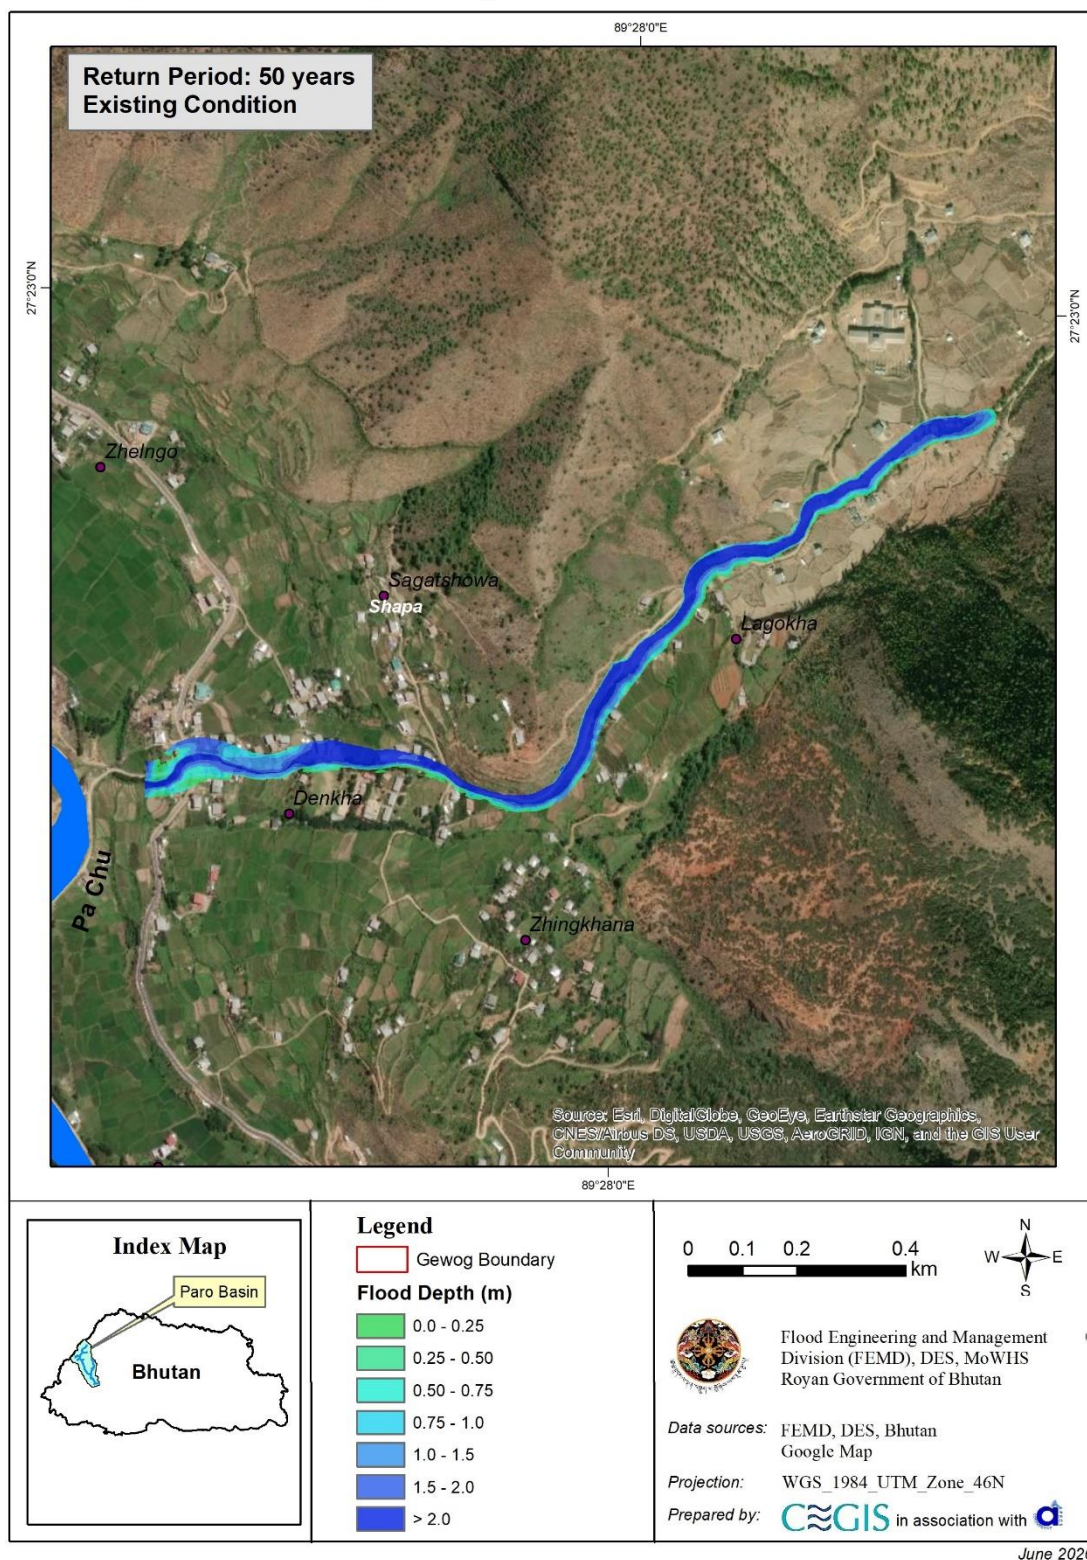 89°28'0"E
Return Period: 50 years
Existing Condition
27°23'0"N
27°23'0"N
Zhelngo
Sagatshowa
Shapa
Lagokha
Denkha
Pa Chu
Zhingkhana
Source: Esri, DigitalGlobe, GeoEye, Earthstar Geographics,
CNES/Airbus DS, USDA, USGS, AeroGRID, IGN, and the GIS User
Community
89°28'0"E
Index Map
Paro Basin
Bhutan
Legend
Gewog Boundary
Flood Depth (m)
0.0 - 0.25
0.25 - 0.50
0.50 - 0.75
0.75 - 1.0
1.0 - 1.5
1.5 - 2.0
> 2.0
0 0.1 0.2 0.4
km
N
W E
S
Flood Engineering and Management
Division (FEMD), DES, MoWHS
Royan Government of Bhutan
Data sources: FEMD, DES, Bhutan
Google Map
Projection: WGS_1984_UTM_Zone_46N
Prepared by: CEGIS in association with
June 2020